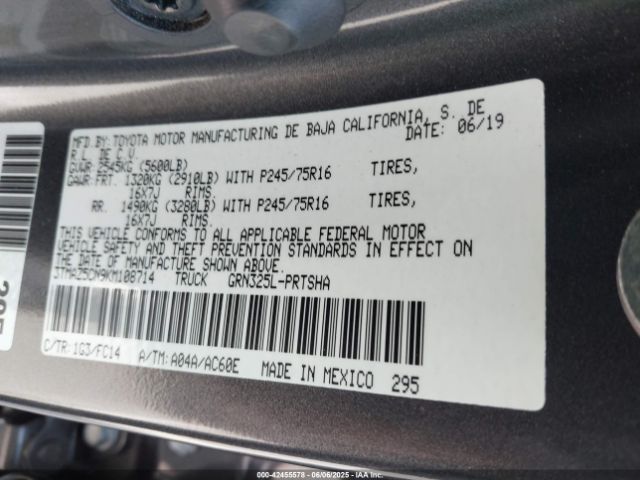 MFD.BY: TOYOTA MOTOR MANUFACTURING DE BAJA CALIFORNIA, S. DE
R.L. DE C.V. DATE: 06/19
GVWR 2545KG (5600LB)
GAWR: FRT. 1320KG (2910LB) WITH P245/75R16 TIRES,
16X7J RIMS
RR. 1490KG (3280LB) WITH P245/75R16 TIRES,
16X7J RIMS
THIS VEHICLE CONFORMS TO ALL APPLICABLE FEDERAL MOTOR
VEHICLE SAFETY AND THEFT PREVENTION STANDARDS IN EFFECT ON
THE DATE OF MANUFACTURE SHOWN ABOVE.
3TMAZ5CN9KM108714 TRUCK GRN325L-PRTSHA
C/TR: 1G3/FC14 A/TM: A04A/AC60E MADE IN MEXICO 295
000-42455578 - 06/06/2025 - IAAI.COM